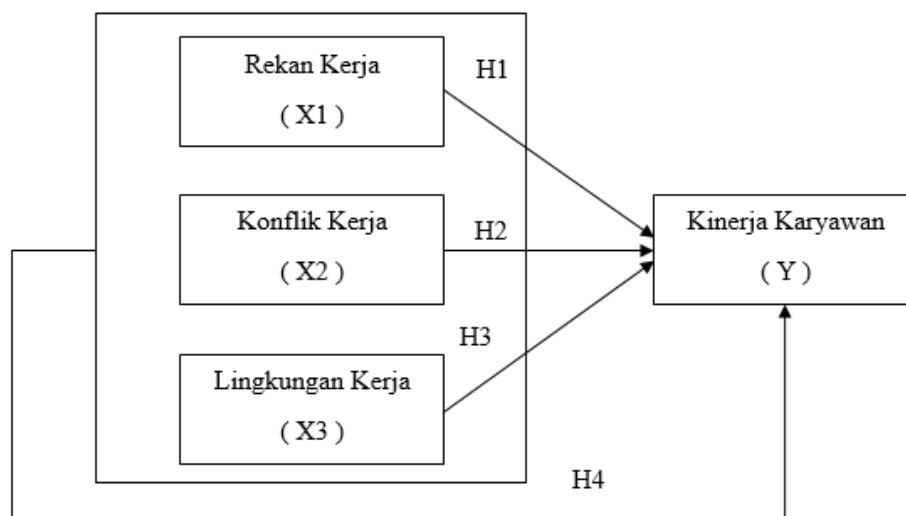 Rekan Kerja
( X1 )
H1
Konflik Kerja
( X2 )
H2
Kinerja Karyawan
( Y )
H3
Lingkungan Kerja
( X3 )
H4